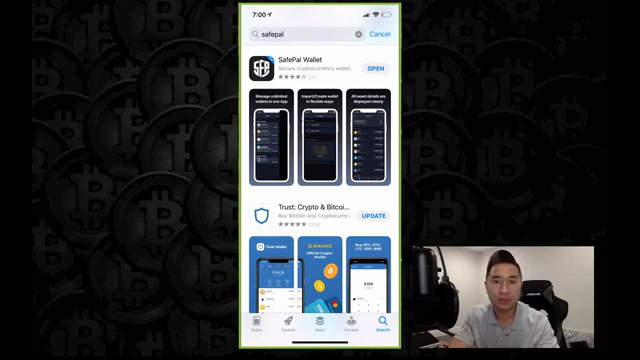 7:00
safepal
Cancel
SafePal Wallet
Secure cryptocurrency wallet.
OPEN
SFP
Manage unlimited
wallets in one App
Import/Create wallet
in flexible ways
All asset details are
displayed clearly
Trust: Crypto & Bitcoi...
Buy Bitcoin and Cryptocurre...
UPDATE
Trust Wallet
BINANCE
Official Crypto
Wallet
Buy BTC, ETH,
LTC, XRP, BNB
Today
Games
Apps
Arcade
Search